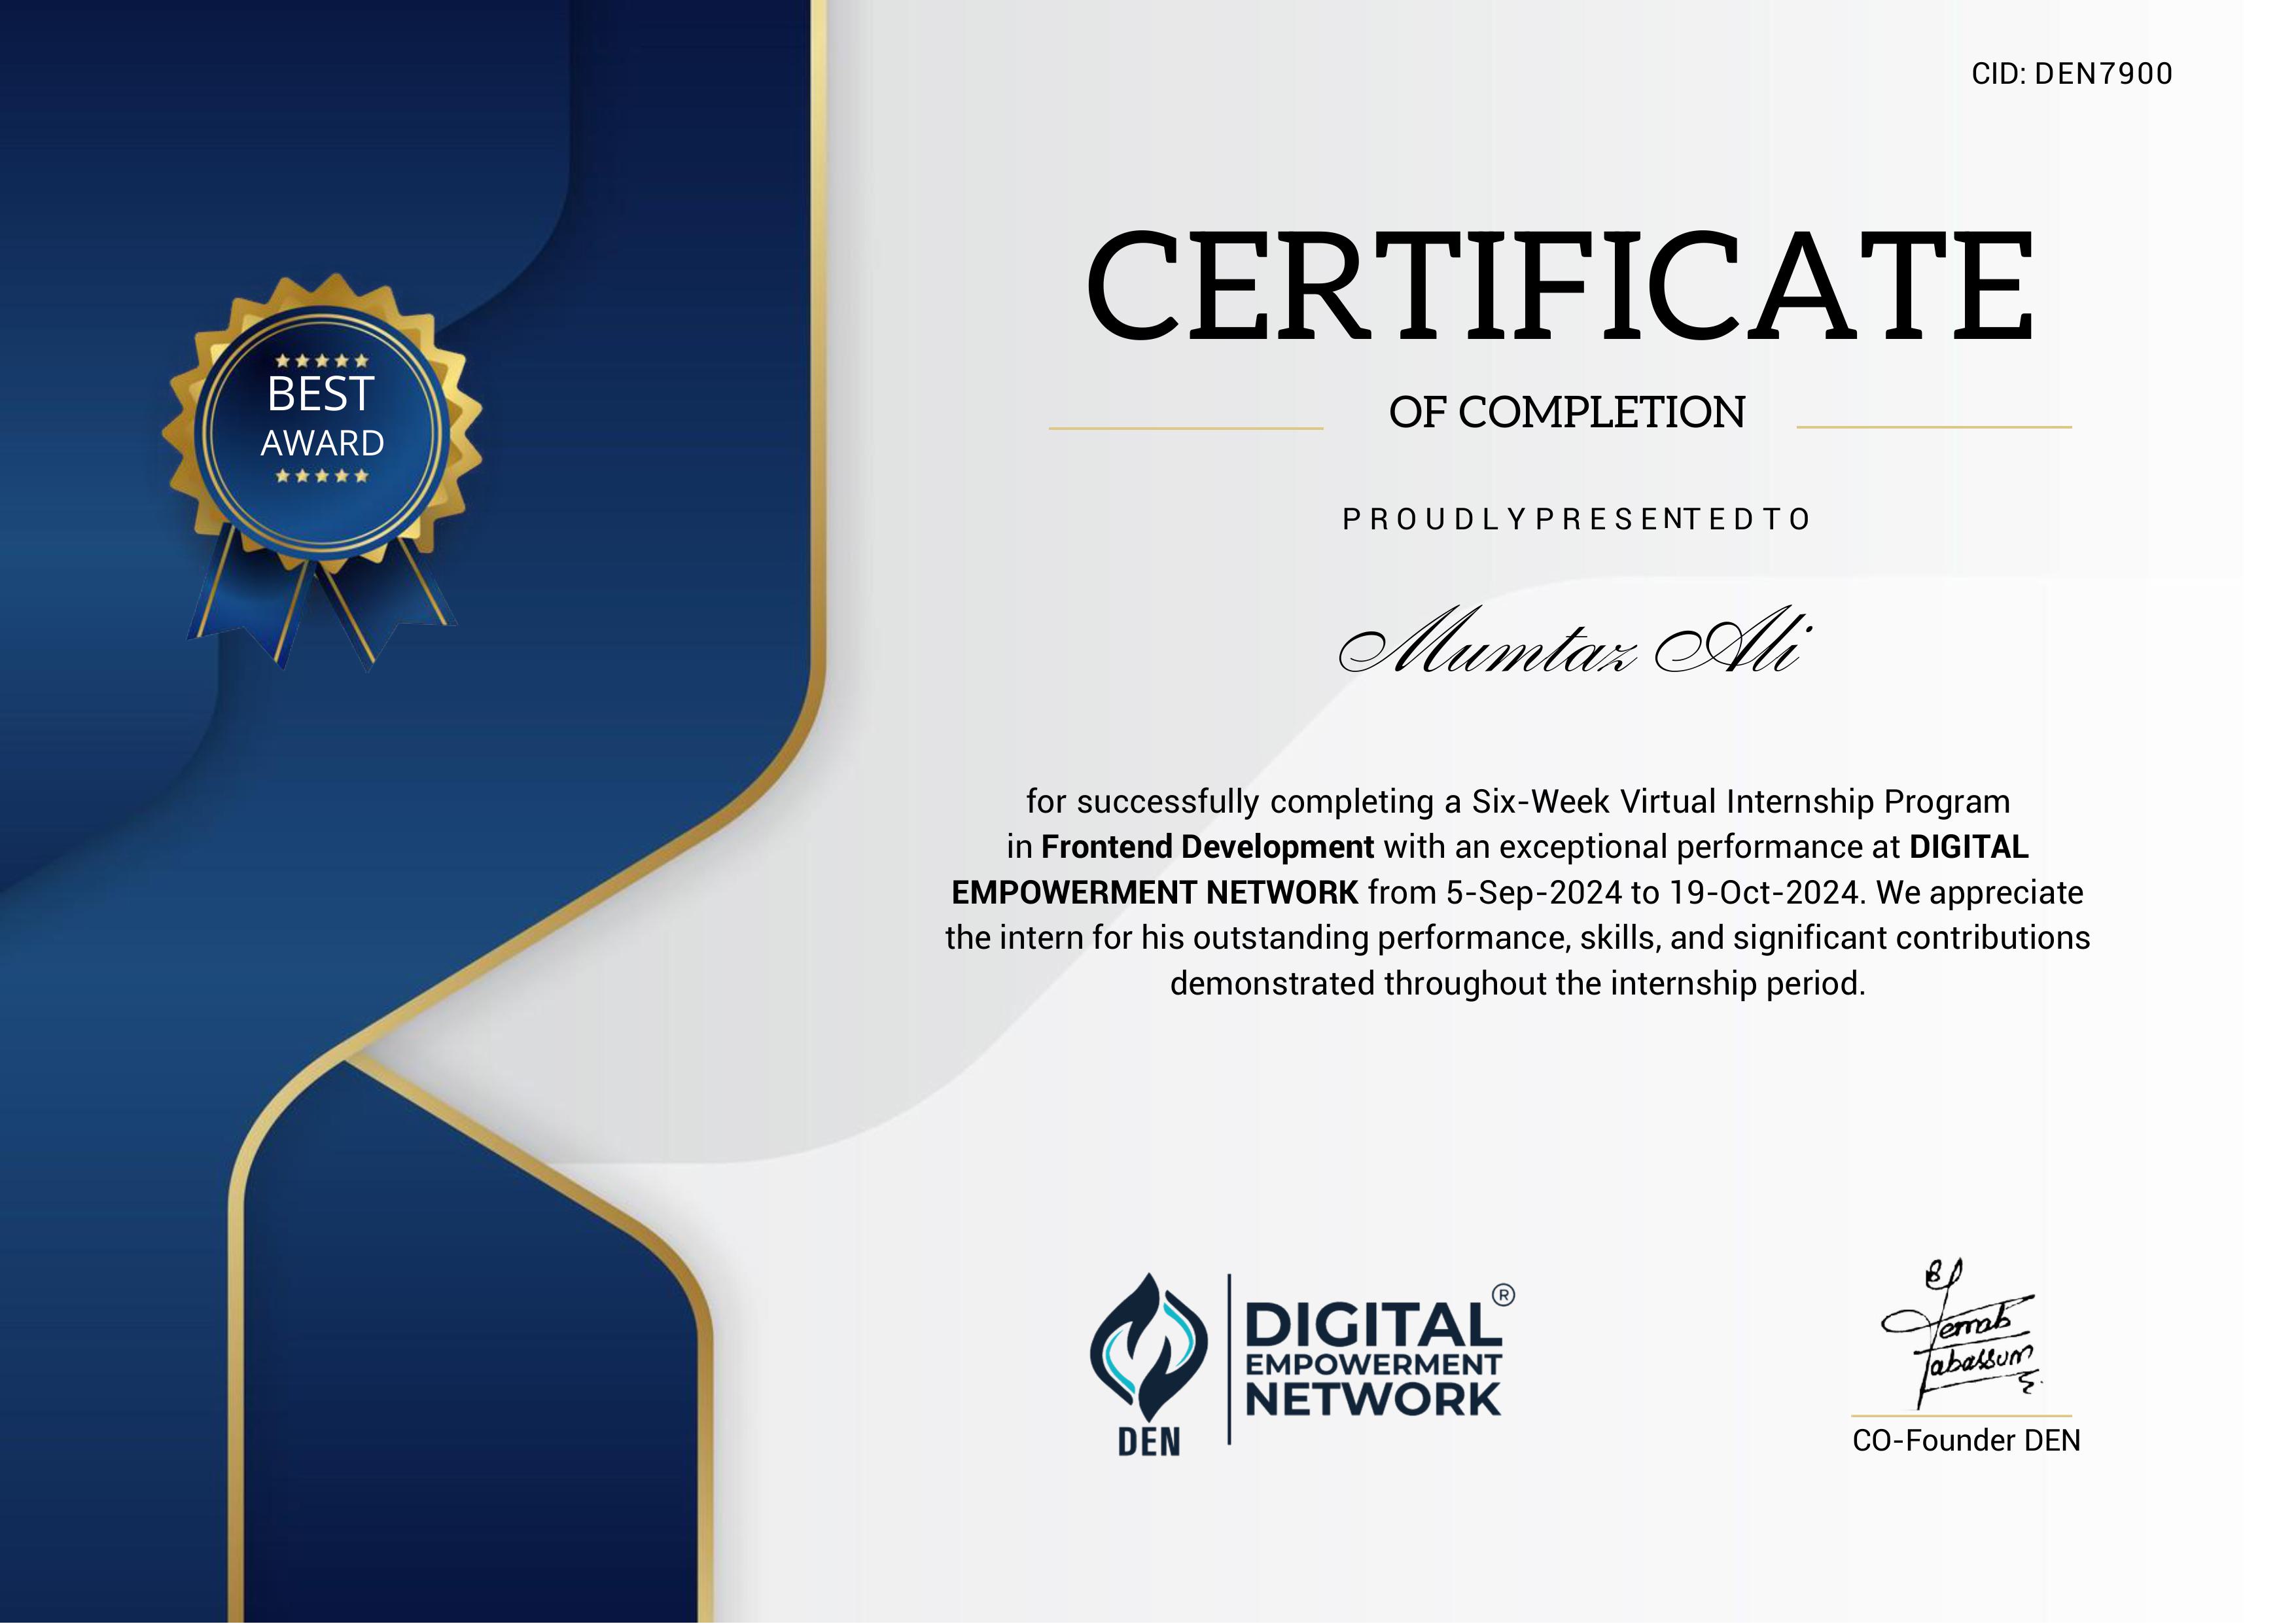 CID: DEN7900
BEST
AWARD
CERTIFICATE
OF COMPLETION
PROUDLYPRESENTEDTO
Mumtaz Ali
for successfully completing a Six-Week Virtual Internship Program
in Frontend Development with an exceptional performance at DIGITAL
EMPOWERMENT NETWORK from 5-Sep-2024 to 19-Oct-2024. We appreciate
the intern for his outstanding performance, skills, and significant contributions
demonstrated throughout the internship period.
DIGITAL ®
EMPOWERMENT
NETWORK
DEN
Tabassum
CO-Founder DEN